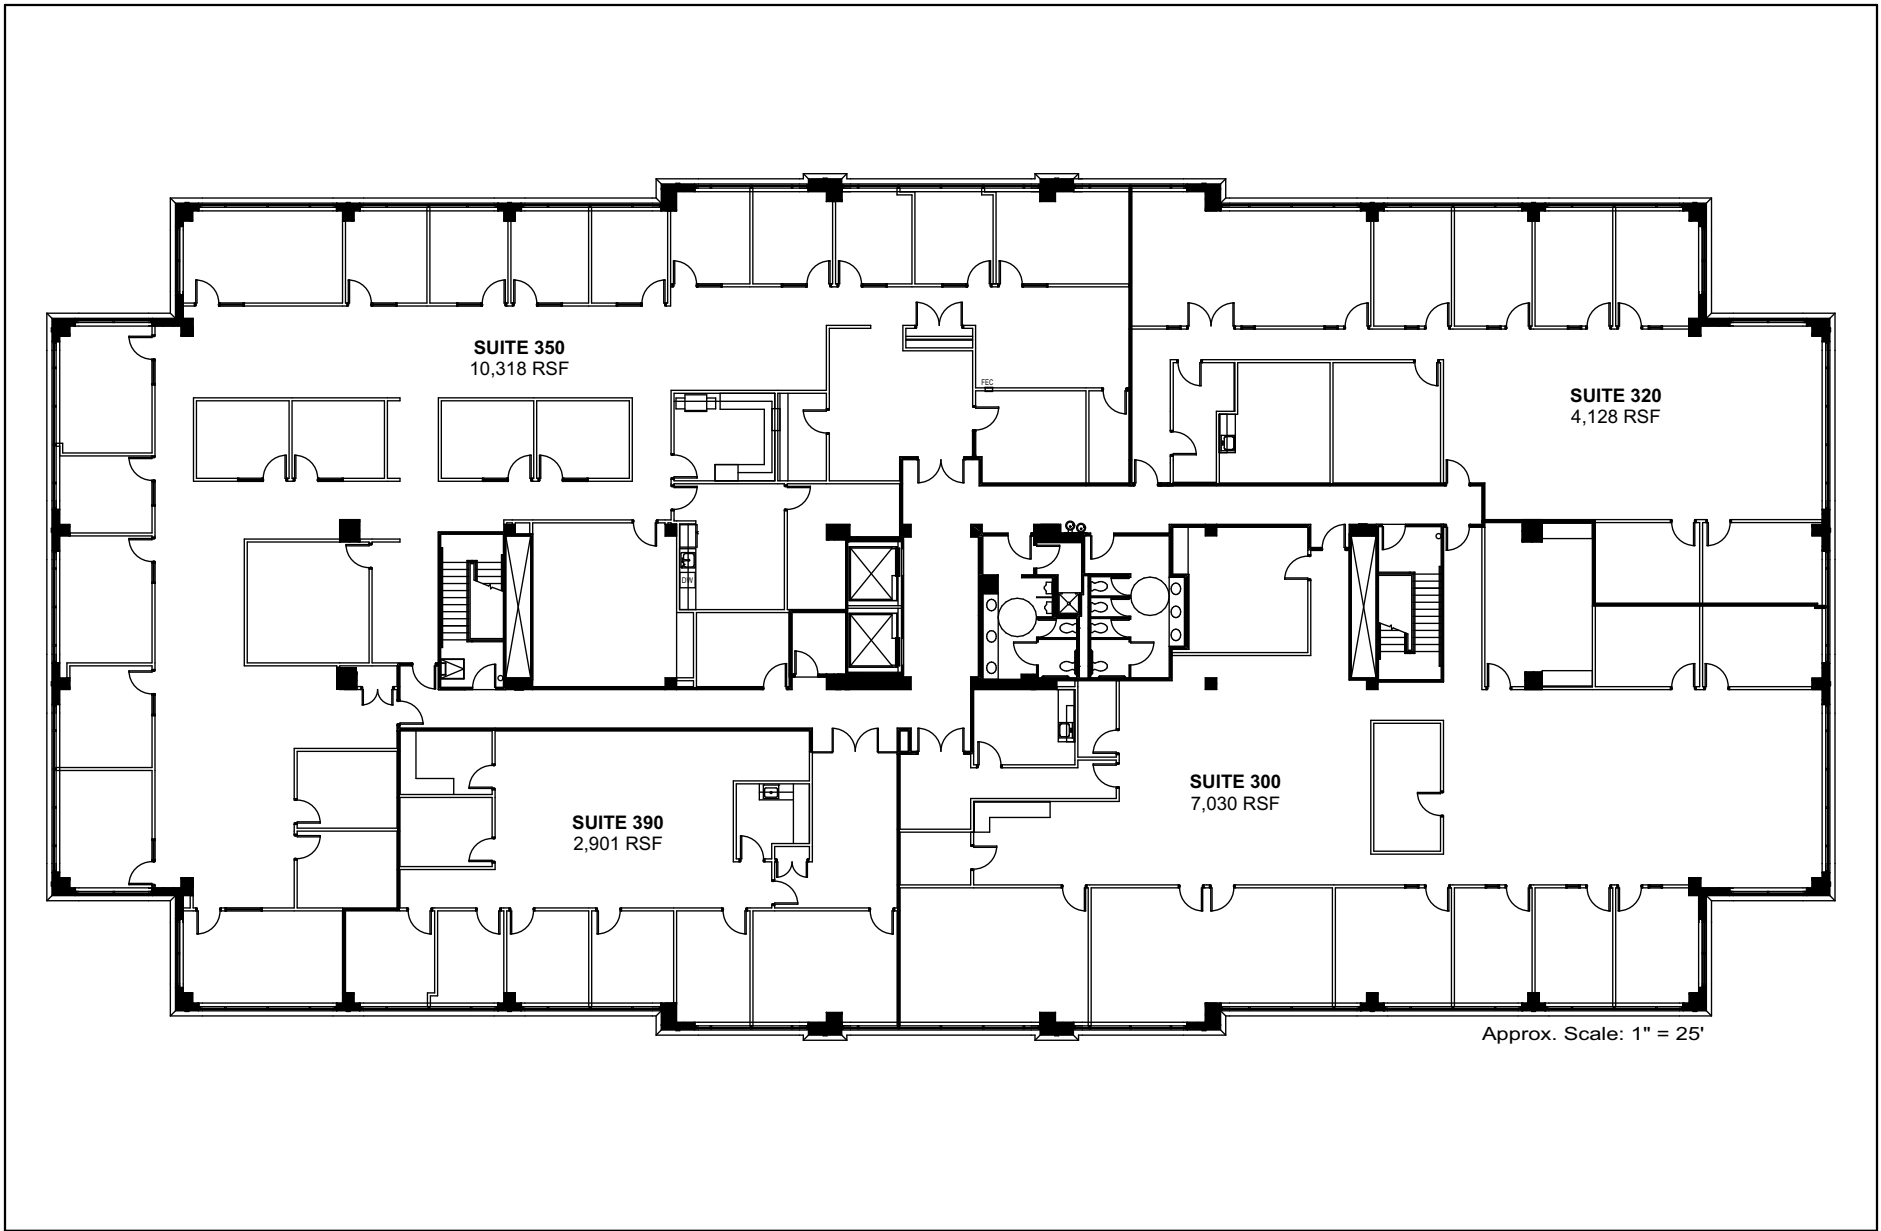 SUITE 350
10,318 RSF
FEC
SUITE 320
4,128 RSF
DW
SUITE 300
7,030 RSF
SUITE 390
2,901 RSF
Approx. Scale: 1" = 25'